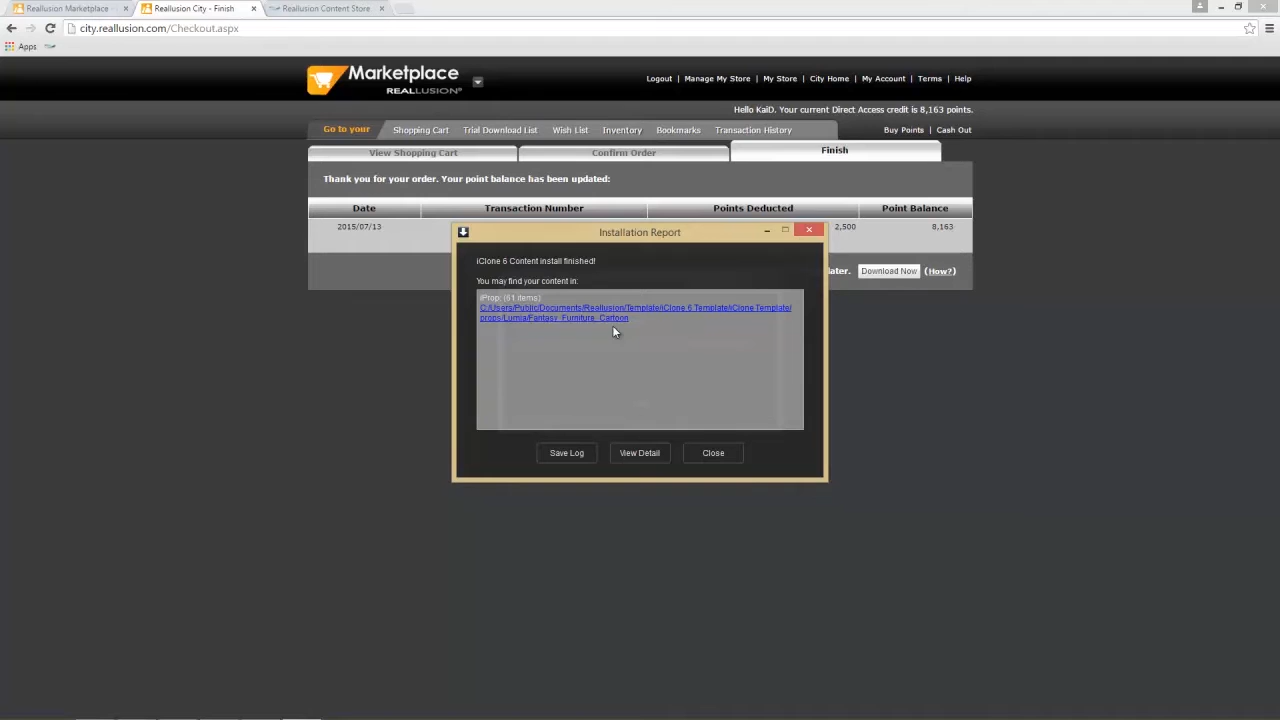 Reallusion Marketplace
Reallusion City - Finish
Reallusion Content Store
city.reallusion.com/Checkout.aspx
Apps
Marketplace
REALLUSION
Logout | Manage My Store | My Store | City Home | My Account | Terms | Help
Hello KaiD. Your current Direct Access credit is 8,163 points.
Go to your Shopping Cart Trial Download List Wish List Inventory Bookmarks Transaction History Buy Points | Cash Out
View Shopping Cart Confirm Order Finish
Thank you for your order. Your point balance has been updated:
Date Transaction Number Points Deducted Point Balance
2015/07/13 2,500 8,163
later. Download Now (How?)
Installation Report
iClone 6 Content install finished!
You may find your content in:
iProp: (61 items)
C:/Users/Public/Documents/Reallusion/Template/iClone 6 Template/iClone Template/
props/Lumia/Fantasy_Furniture_Cartoon
Save Log View Detail Close